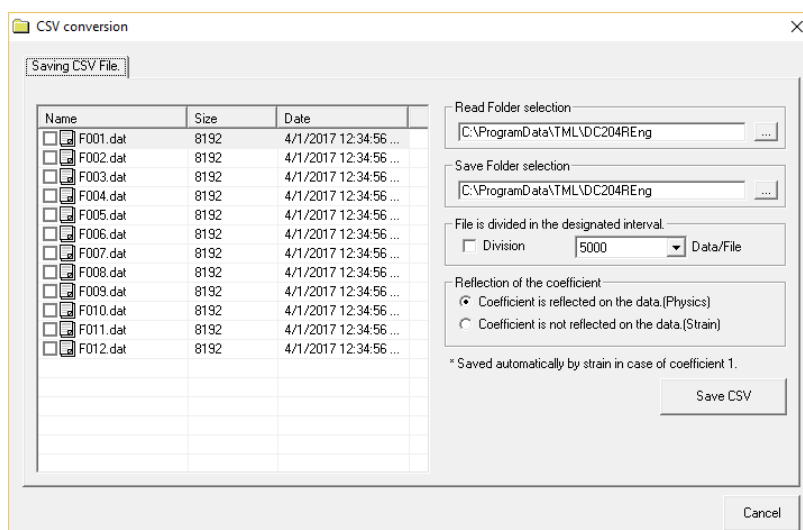 CSV conversion
Saving CSV File.
Name Size Date
F001.dat 8192 4/1/2017 12:34:56 ...
F002.dat 8192 4/1/2017 12:34:56 ...
F003.dat 8192 4/1/2017 12:34:56 ...
F004.dat 8192 4/1/2017 12:34:56 ...
F005.dat 8192 4/1/2017 12:34:56 ...
F006.dat 8192 4/1/2017 12:34:56 ...
F007.dat 8192 4/1/2017 12:34:56 ...
F008.dat 8192 4/1/2017 12:34:56 ...
F009.dat 8192 4/1/2017 12:34:56 ...
F010.dat 8192 4/1/2017 12:34:56 ...
F011.dat 8192 4/1/2017 12:34:56 ...
F012.dat 8192 4/1/2017 12:34:56 ...
Read Folder selection
C:\ProgramData\TML\DC204REng ...
Save Folder selection
C:\ProgramData\TML\DC204REng ...
File is divided in the designated interval.
Division 5000 Data/File
Reflection of the coefficient
Coefficient is reflected on the data.(Physics)
Coefficient is not reflected on the data.(Strain)
* Saved automatically by strain in case of coefficient 1.
Save CSV
Cancel